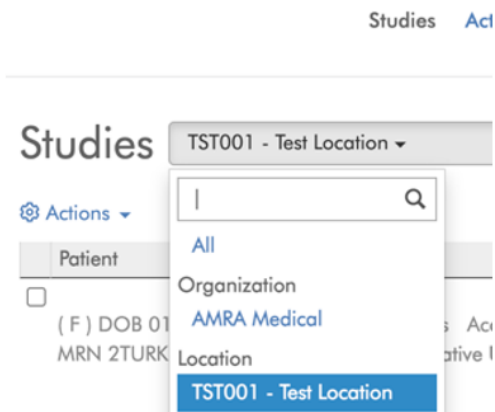 Studies Act
Studies TST001 - Test Location
Actions
All
Patient
Organization
AMRA Medical
( F ) DOB 01
s Ace
MRN 2TURK
Location
ative U
TST001 - Test Location